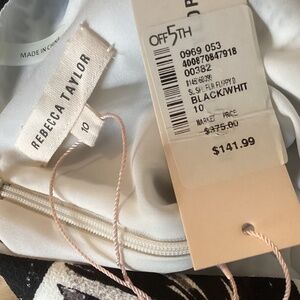 MADE IN CHINA
REBECCA TAYLOR
10
OFF 5TH
0969 053
400870847918
00382
BLACK/WHIT
10
MARKET PRICE
$375.00
$141.99